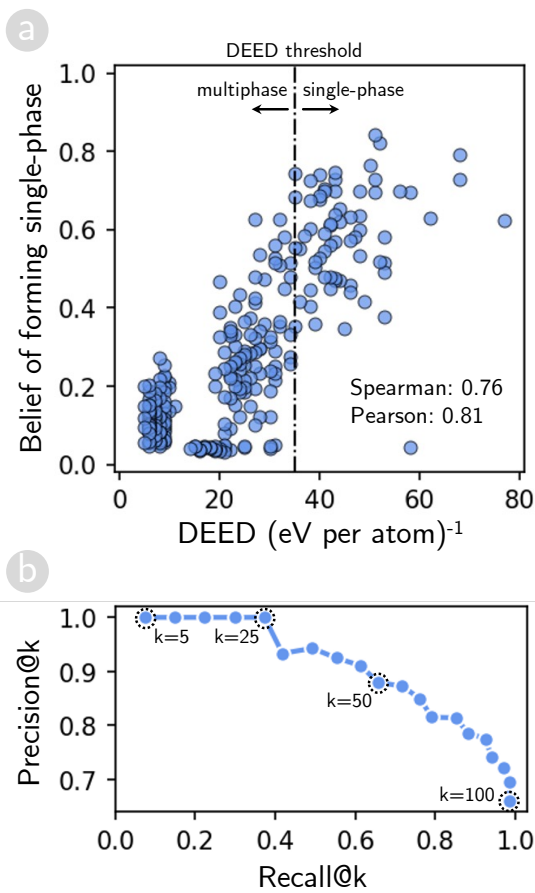 a
DEED threshold
multiphase single-phase
Belief of forming single-phase
1.0
0.8
0.6
0.4
0.2
0.0
Spearman: 0.76
Pearson: 0.81
0 20 40 60 80
DEED (eV per atom)-1
b
Precision@k
1.0
0.9
0.8
0.7
k=5 k=25
k=50
k=100
0.0 0.2 0.4 0.6 0.8 1.0
Recall@k